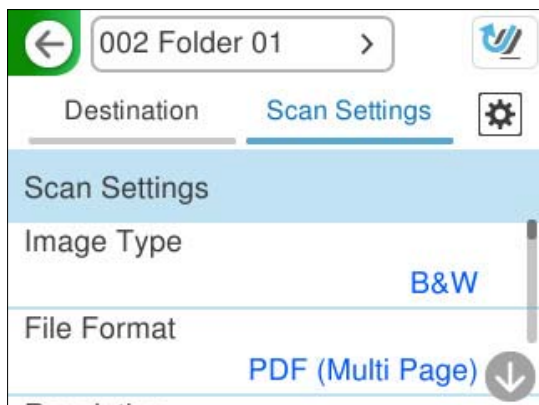 002 Folder 01
Destination
Scan Settings
Scan Settings
Image Type
B&W
File Format
PDF (Multi Page)